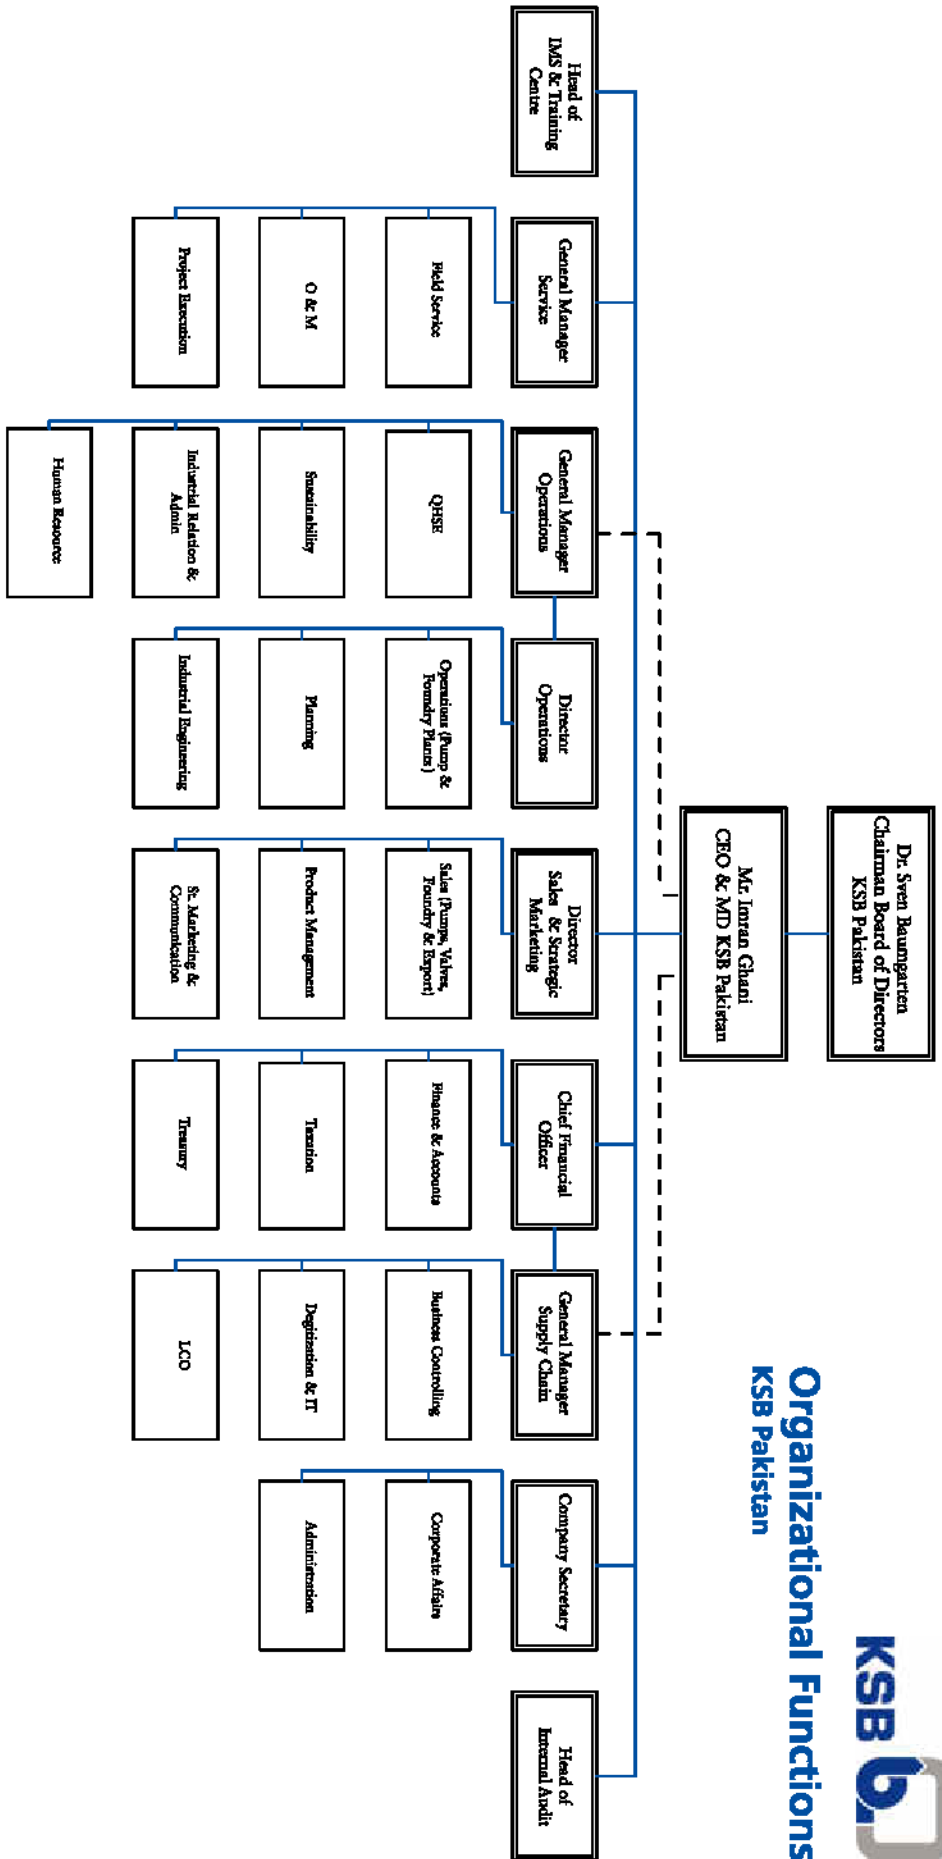 KSB
Organizational Functions
KSB Pakistan
Dr. Sven Baumgarten
Chairman Board of Directors
KSB Pakistan
Mr. Imran Ghani
CEO & MD KSB Pakistan
Head of
IMS & Training
Centre
General Manager
Service
General Manager
Operations
Director
Operations
Director
Sales & Strategic
Marketing
Chief Financial
Officer
General Manager
Supply Chain
Company Secretary
Head of
Internal Audit
Field Service
QHSE
Operations (Pump &
Foundry Plants)
Sales (Pumps, Valves,
Foundry & Export)
Finance & Accounts
Business Controlling
Corporate Affairs
O & M
Sustainability
Planning
Product Management
Taxation
Degitization & IT
Administration
Project Execution
Industrial Relation &
Admin
Industrial Engineering
St. Marketing &
Communication
Treasury
LCO
Human Resource